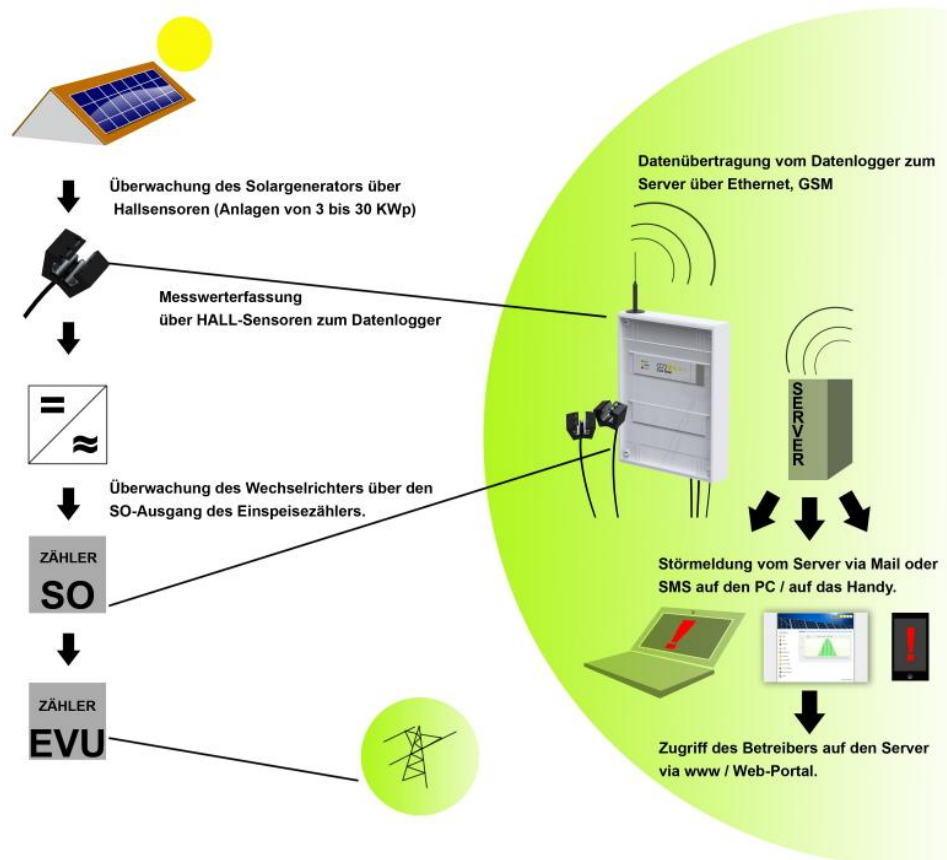 Überwachung des Solargenerators über
Hallsensoren (Anlagen von 3 bis 30 KWp)
Messwerterfassung
über HALL-Sensoren zum Datenlogger
Überwachung des Wechselrichters über den
SO-Ausgang des Einspeisezählers.
ZÄHLER
SO
ZÄHLER
EVU
Datenübertragung vom Datenlogger zum
Server über Ethernet, GSM
SERVER
Störmeldung vom Server via Mail oder
SMS auf den PC / auf das Handy.
!
!
Zugriff des Betreibers auf den Server
via www / Web-Portal.